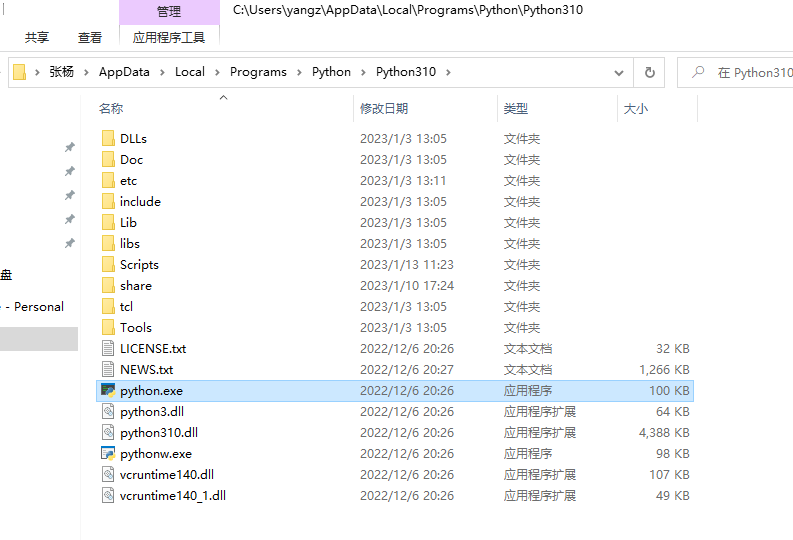 管理
C:\Users\yangz\AppData\Local\Programs\Python\Python310
共享 查看 应用程序工具
张杨 AppData Local Programs Python Python310 在 Python310
名称 修改日期 类型 大小
DLLs 2023/1/3 13:05 文件夹
Doc 2023/1/3 13:05 文件夹
etc 2023/1/3 13:11 文件夹
include 2023/1/3 13:05 文件夹
Lib 2023/1/3 13:05 文件夹
libs 2023/1/3 13:05 文件夹
盘
Scripts 2023/1/13 11:23 文件夹
share 2023/1/10 17:24 文件夹
- Personal
tcl 2023/1/3 13:05 文件夹
Tools 2023/1/3 13:05 文件夹
LICENSE.txt 2022/12/6 20:26 文本文档 32 KB
NEWS.txt 2022/12/6 20:27 文本文档 1,266 KB
python.exe 2022/12/6 20:26 应用程序 100 KB
python3.dll 2022/12/6 20:26 应用程序扩展 64 KB
python310.dll 2022/12/6 20:26 应用程序扩展 4,388 KB
pythonw.exe 2022/12/6 20:26 应用程序 98 KB
vcruntime140.dll 2022/12/6 20:26 应用程序扩展 107 KB
vcruntime140_1.dll 2022/12/6 20:26 应用程序扩展 49 KB